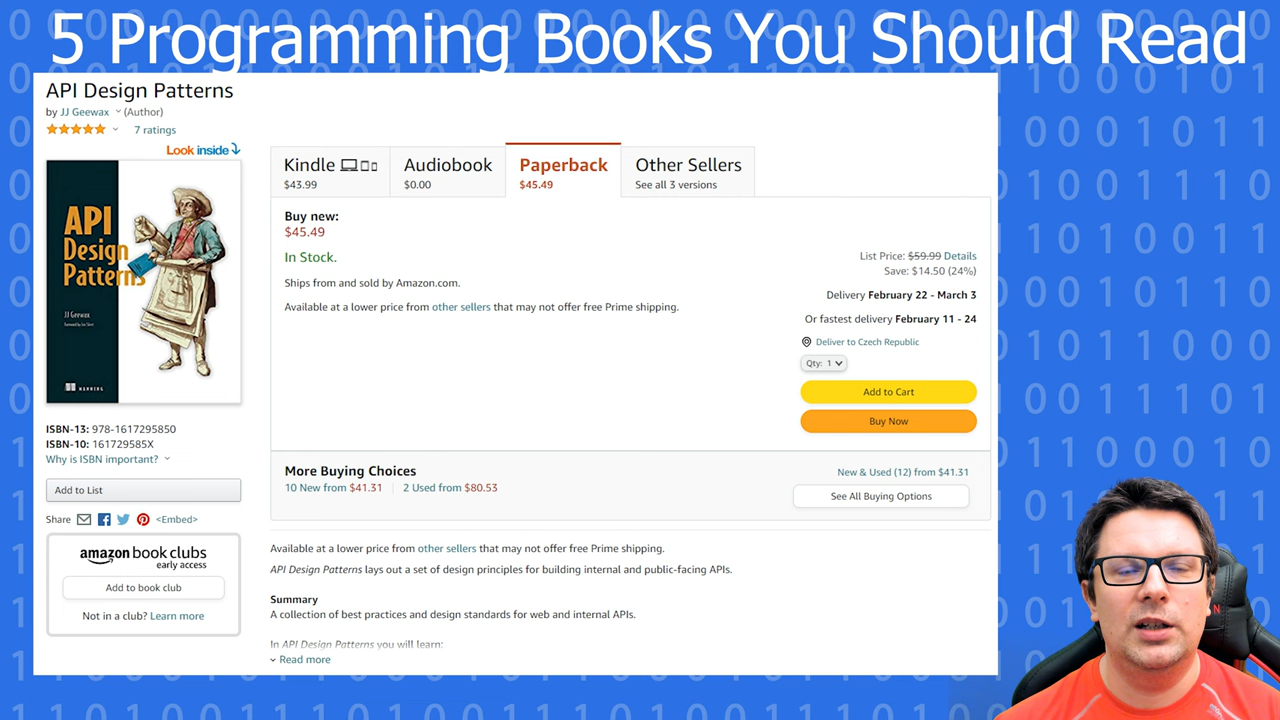 5 Programming Books You Should Read
API Design Patterns
by JJ Geewax (Author)
7 ratings
Look inside
API
Design
Patterns
JJ Geewax
MANNING
ISBN-13: 978-1617295850
ISBN-10: 161729585X
Why is ISBN important?
Add to List
Share <Embed>
amazon book clubs
early access
Add to book club
Not in a club? Learn more
Kindle
$43.99
Audiobook
$0.00
Paperback
$45.49
Other Sellers
See all 3 versions
Buy new:
$45.49
In Stock.
Ships from and sold by Amazon.com.
Available at a lower price from other sellers that may not offer free Prime shipping.
List Price: $59.99 Details
Save: $14.50 (24%)
Delivery February 22 - March 3
Or fastest delivery February 11 - 24
Deliver to Czech Republic
Qty: 1
Add to Cart
Buy Now
More Buying Choices
10 New from $41.31 | 2 Used from $80.53
New & Used (12) from $41.31
See All Buying Options
Available at a lower price from other sellers that may not offer free Prime shipping.
API Design Patterns lays out a set of design principles for building internal and public-facing APIs.
Summary
A collection of best practices and design standards for web and internal APIs.
In API Design Patterns you will learn:
Read more